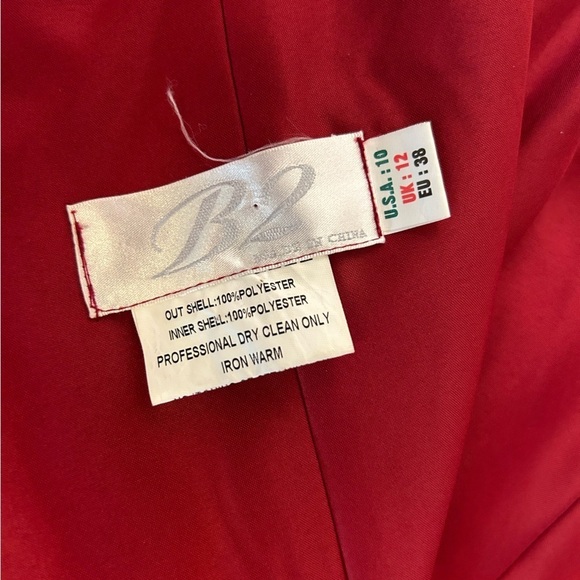 B2
MADE IN CHINA
U.S.A. : 10
UK : 12
EU : 38
OUT SHELL:100%POLYESTER
INNER SHELL:100%POLYESTER
PROFESSIONAL DRY CLEAN ONLY
IRON WARM